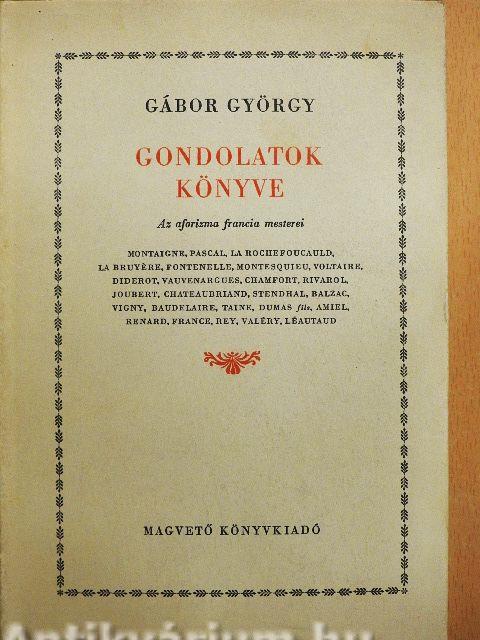 GÁBOR GYÖRGY
GONDOLATOK
KÖNYVE
Az aforizma francia mesterei
MONTAIGNE, PASCAL, LA ROCHEFOUCAULD,
LA BRUYÈRE, FONTENELLE, MONTESQUIEU, VOLTAIRE,
DIDEROT, VAUVENARGUES, CHAMFORT, RIVAROL,
JOUBERT, CHATEAUBRIAND, STENDHAL, BALZAC,
VIGNY, BAUDELAIRE, TAINE, DUMAS fils, AMIEL,
RENARD, FRANCE, REY, VALÉRY, LÉAUTAUD
MAGVETŐ KÖNYVKIADÓ
Antikvárium.hu